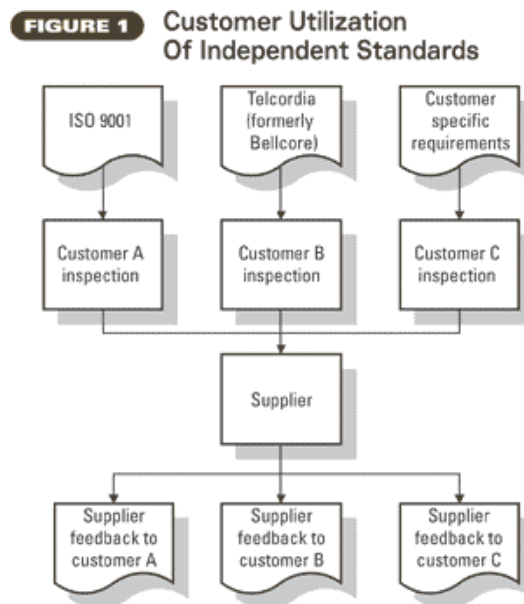 FIGURE 1
Customer Utilization
Of Independent Standards
ISO 9001
Telcordia
(formerly
Bellcore)
Customer
specific
requirements
Customer A
inspection
Customer B
inspection
Customer C
inspection
Supplier
Supplier
feedback to
customer A
Supplier
feedback to
customer B
Supplier
feedback to
customer C